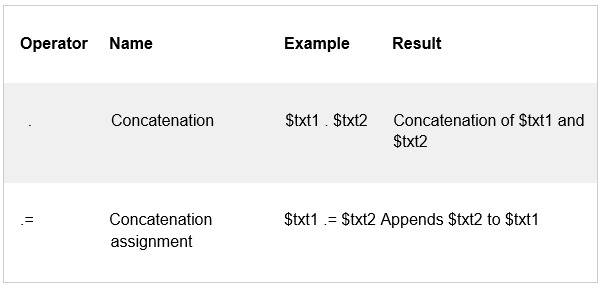 Operator Name Example Result
. Concatenation $txt1 . $txt2 Concatenation of $txt1 and
$txt2
.= Concatenation $txt1 .= $txt2 Appends $txt2 to $txt1
assignment